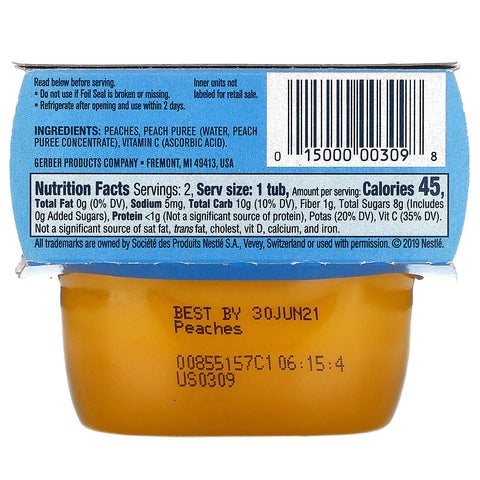 Read below before serving.
• Do not use if Foil Seal is broken or missing.
• Refrigerate after opening and use within 2 days.
Inner units not
labeled for retail sale.
INGREDIENTS: PEACHES, PEACH PUREE (WATER, PEACH
PUREE CONCENTRATE), VITAMIN C (ASCORBIC ACID).
GERBER PRODUCTS COMPANY • FREMONT, MI 49413, USA
0 15000 00309 8
Nutrition Facts Servings: 2, Serv size: 1 tub, Amount per serving: Calories 45,
Total Fat 0g (0% DV), Sodium 5mg, Total Carb 10g (10% DV), Fiber 1g, Total Sugars 8g (Includes
0g Added Sugars), Protein <1g (Not a significant source of protein), Potas (20% DV), Vit C (35% DV).
Not a significant source of sat fat, trans fat, cholest, vit D, calcium, and iron.
All trademarks are owned by Société des Produits Nestlé S.A., Vevey, Switzerland or used with permission. © 2019 Nestlé.
BEST BY 30JUN21
Peaches
00855157C1 06:15:4
US0309